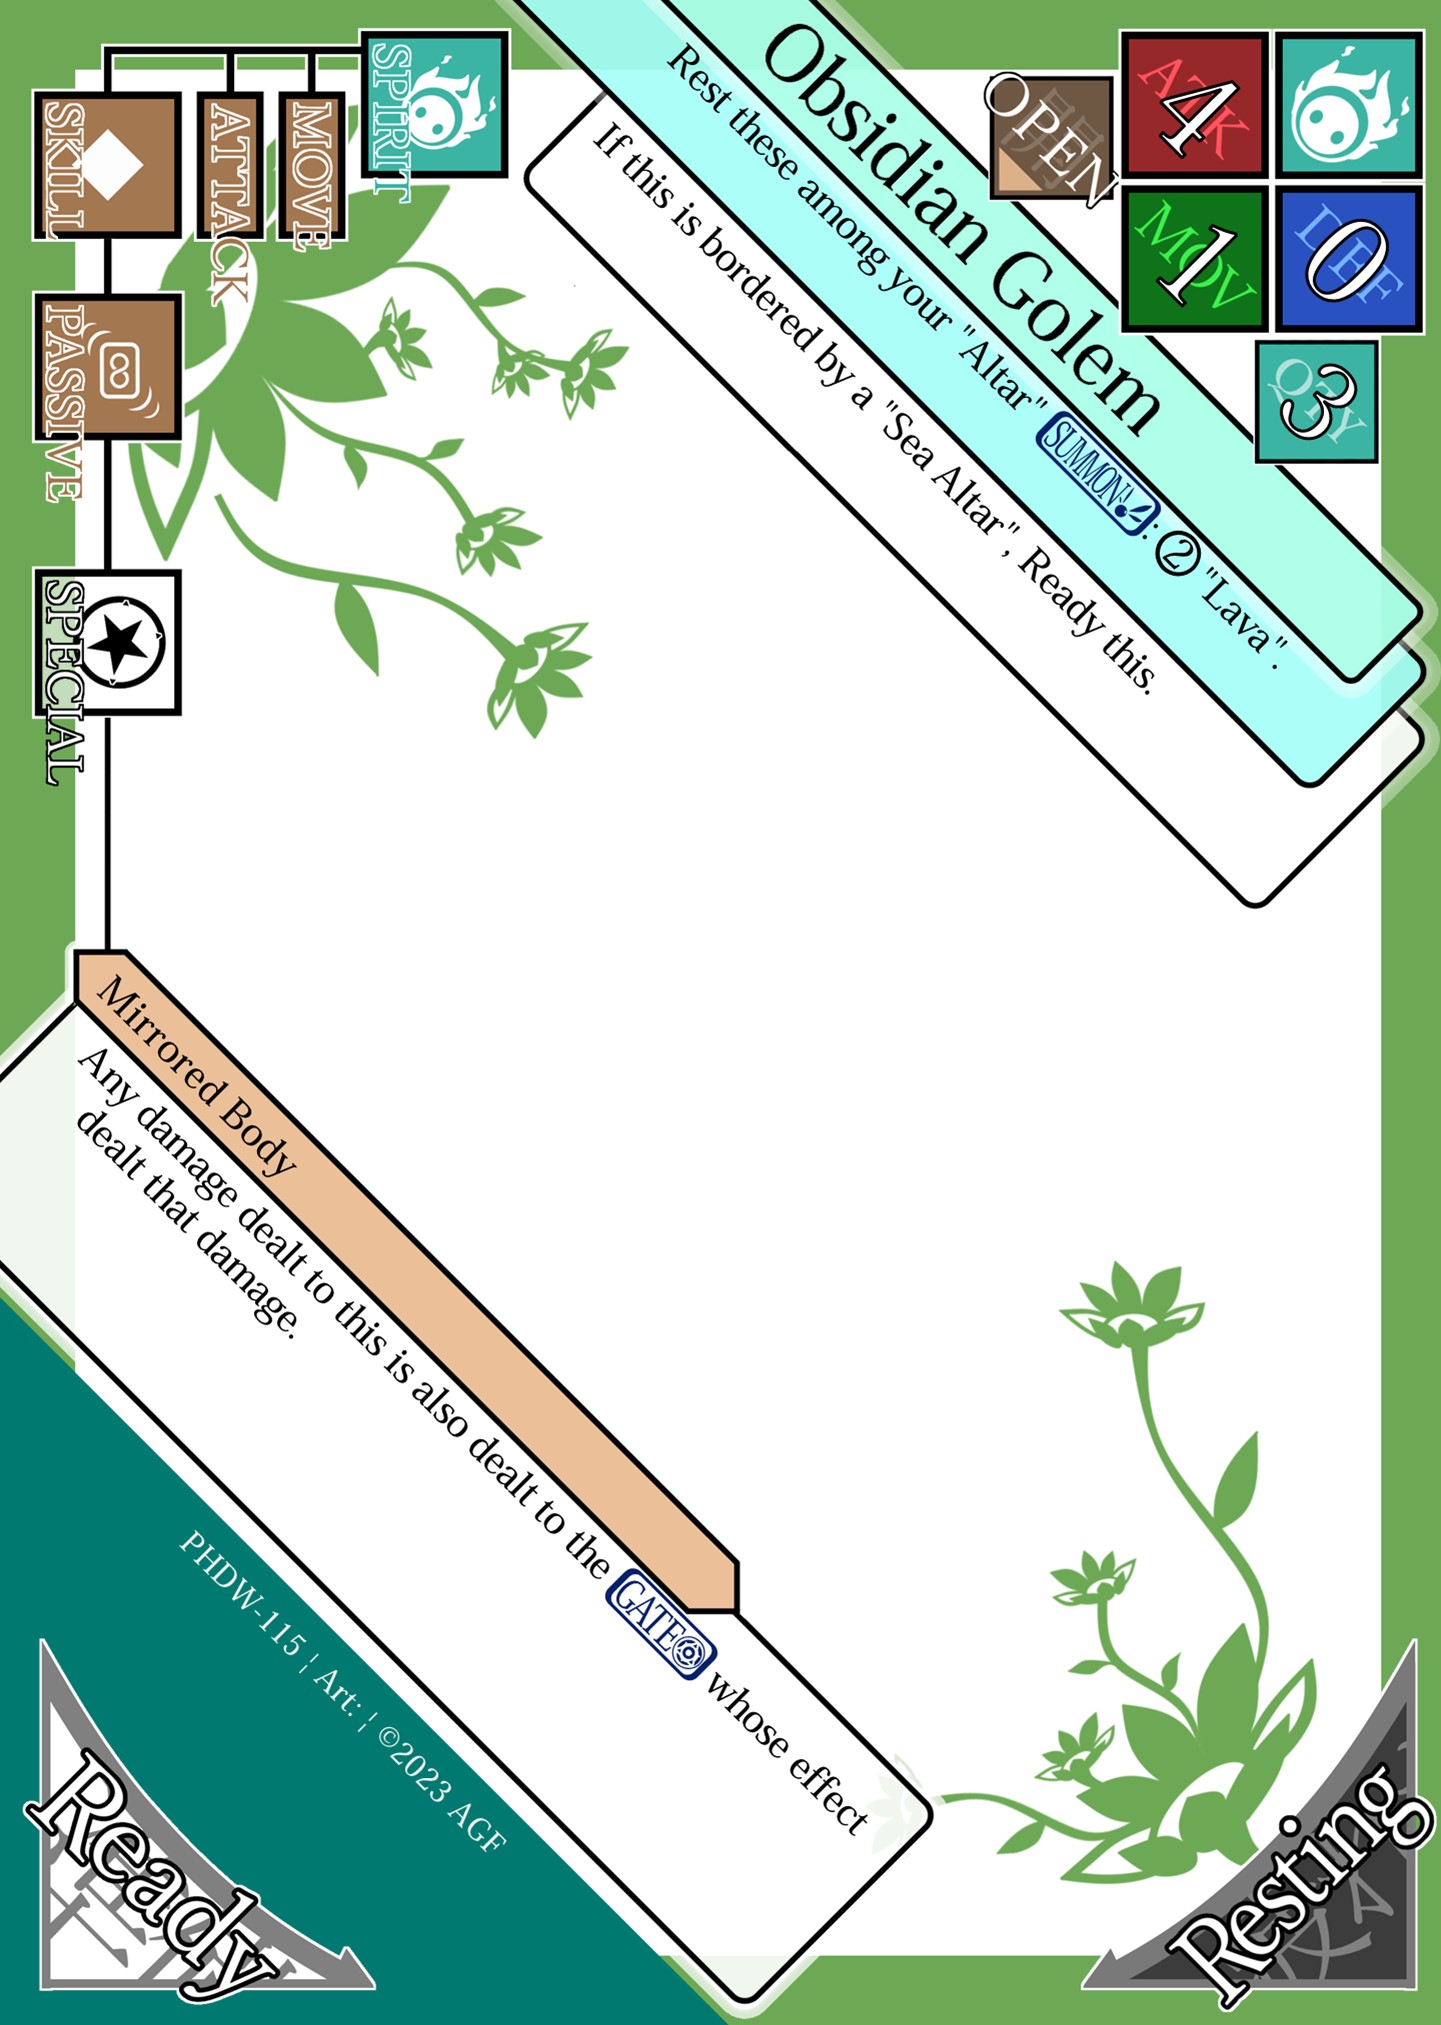 Obsidian Golem
Rest these among your "Altar" SUMMON: ② "Lava".
If this is bordered by a "Sea Altar", Ready this.
OPEN
ATK
4
MOV
1
DEF
0
QTY
3
SPIRIT
MOVE
ATTACK
SKILL
PASSIVE
8
SPECIAL
Mirrored Body
Any damage dealt to this is also dealt to the GATE whose effect
dealt that damage.
PHDW-115 ¦ Art: ¦ ©2023 AGF
Ready
Resting